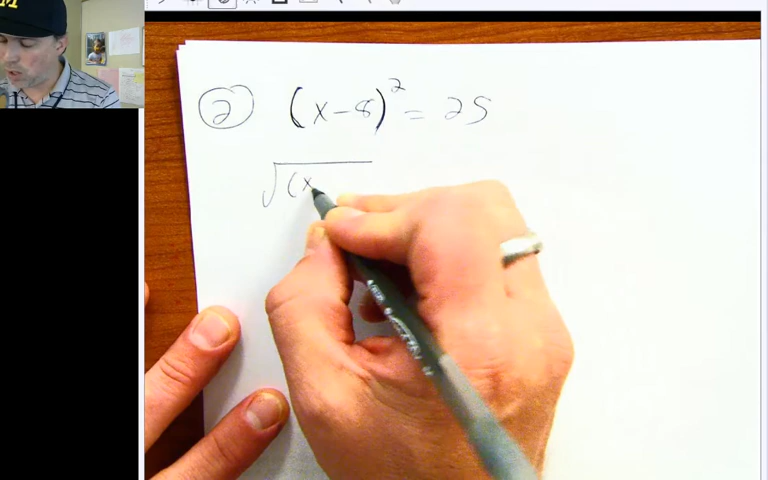 ② (x-8)² = 25
√(x